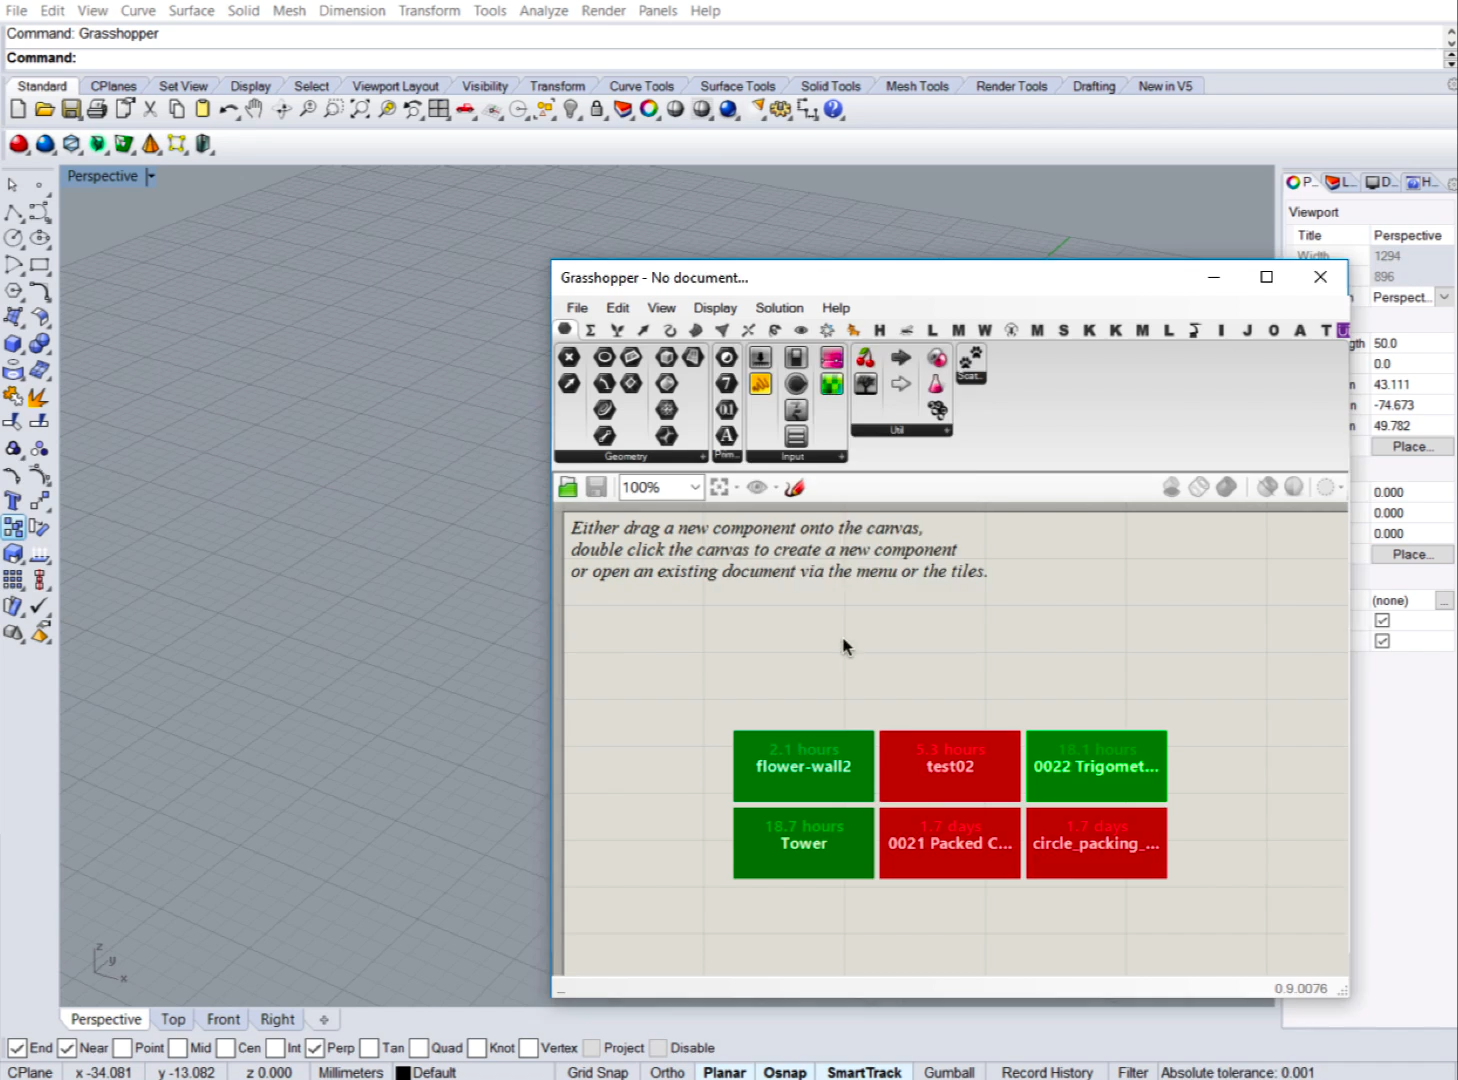 File Edit View Curve Surface Solid Mesh Dimension Transform Tools Analyze Render Panels Help
Command: Grasshopper
Command:
Standard CPlanes Set View Display Select Viewport Layout Visibility Transform Curve Tools Surface Tools Solid Tools Mesh Tools Render Tools Drafting New in V5
Perspective
P... L... D... H...
Viewport
Title Perspective
Width 1294
896
Perspect...
gth 50.0
0.0
n 43.111
n -74.673
n 49.782
Place...
0.000
0.000
0.000
Place...
(none) ...
Grasshopper - No document...
File Edit View Display Solution Help
Σ H L M W M S K K M L I J O A T U
7
01
A
Scat...
Geometry Prim... Input Util
100%
Either drag a new component onto the canvas,
double click the canvas to create a new component
or open an existing document via the menu or the tiles.
2.1 hours
flower-wall2
5.3 hours
test02
18.1 hours
0022 Trigomet...
18.7 hours
Tower
1.7 days
0021 Packed C...
1.7 days
circle_packing_...
0.9.0076
z
y
x
Perspective Top Front Right
End Near Point Mid Cen Int Perp Tan Quad Knot Vertex Project Disable
CPlane x -34.081 y -13.082 z 0.000 Millimeters Default Grid Snap Ortho Planar Osnap SmartTrack Gumball Record History Filter Absolute tolerance: 0.001